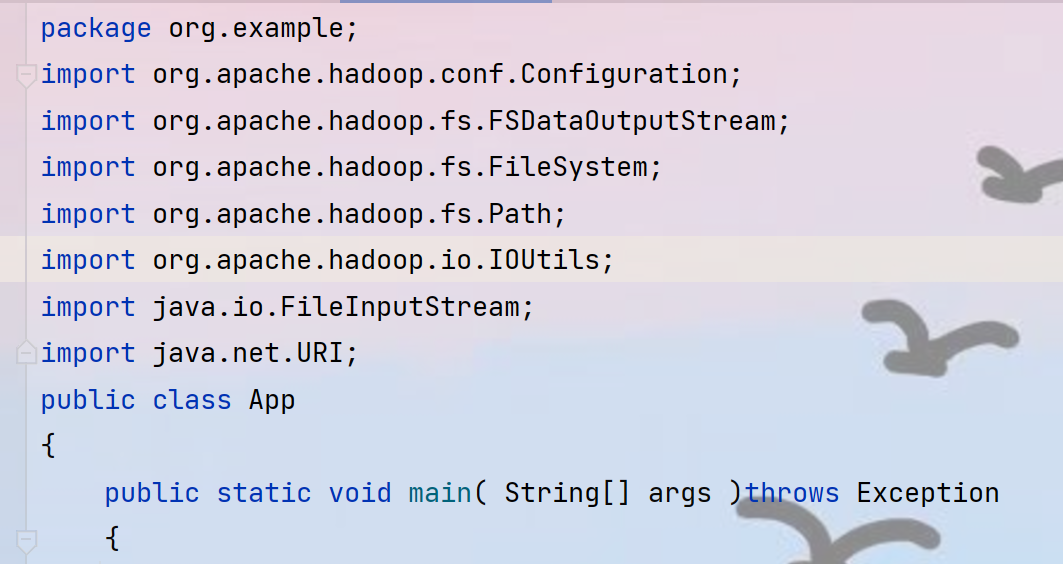 package org.example;
import org.apache.hadoop.conf.Configuration;
import org.apache.hadoop.fs.FSDataOutputStream;
import org.apache.hadoop.fs.FileSystem;
import org.apache.hadoop.fs.Path;
import org.apache.hadoop.io.IOUtils;
import java.io.FileInputStream;
import java.net.URI;
public class App
{
    public static void main( String[] args )throws Exception
    {